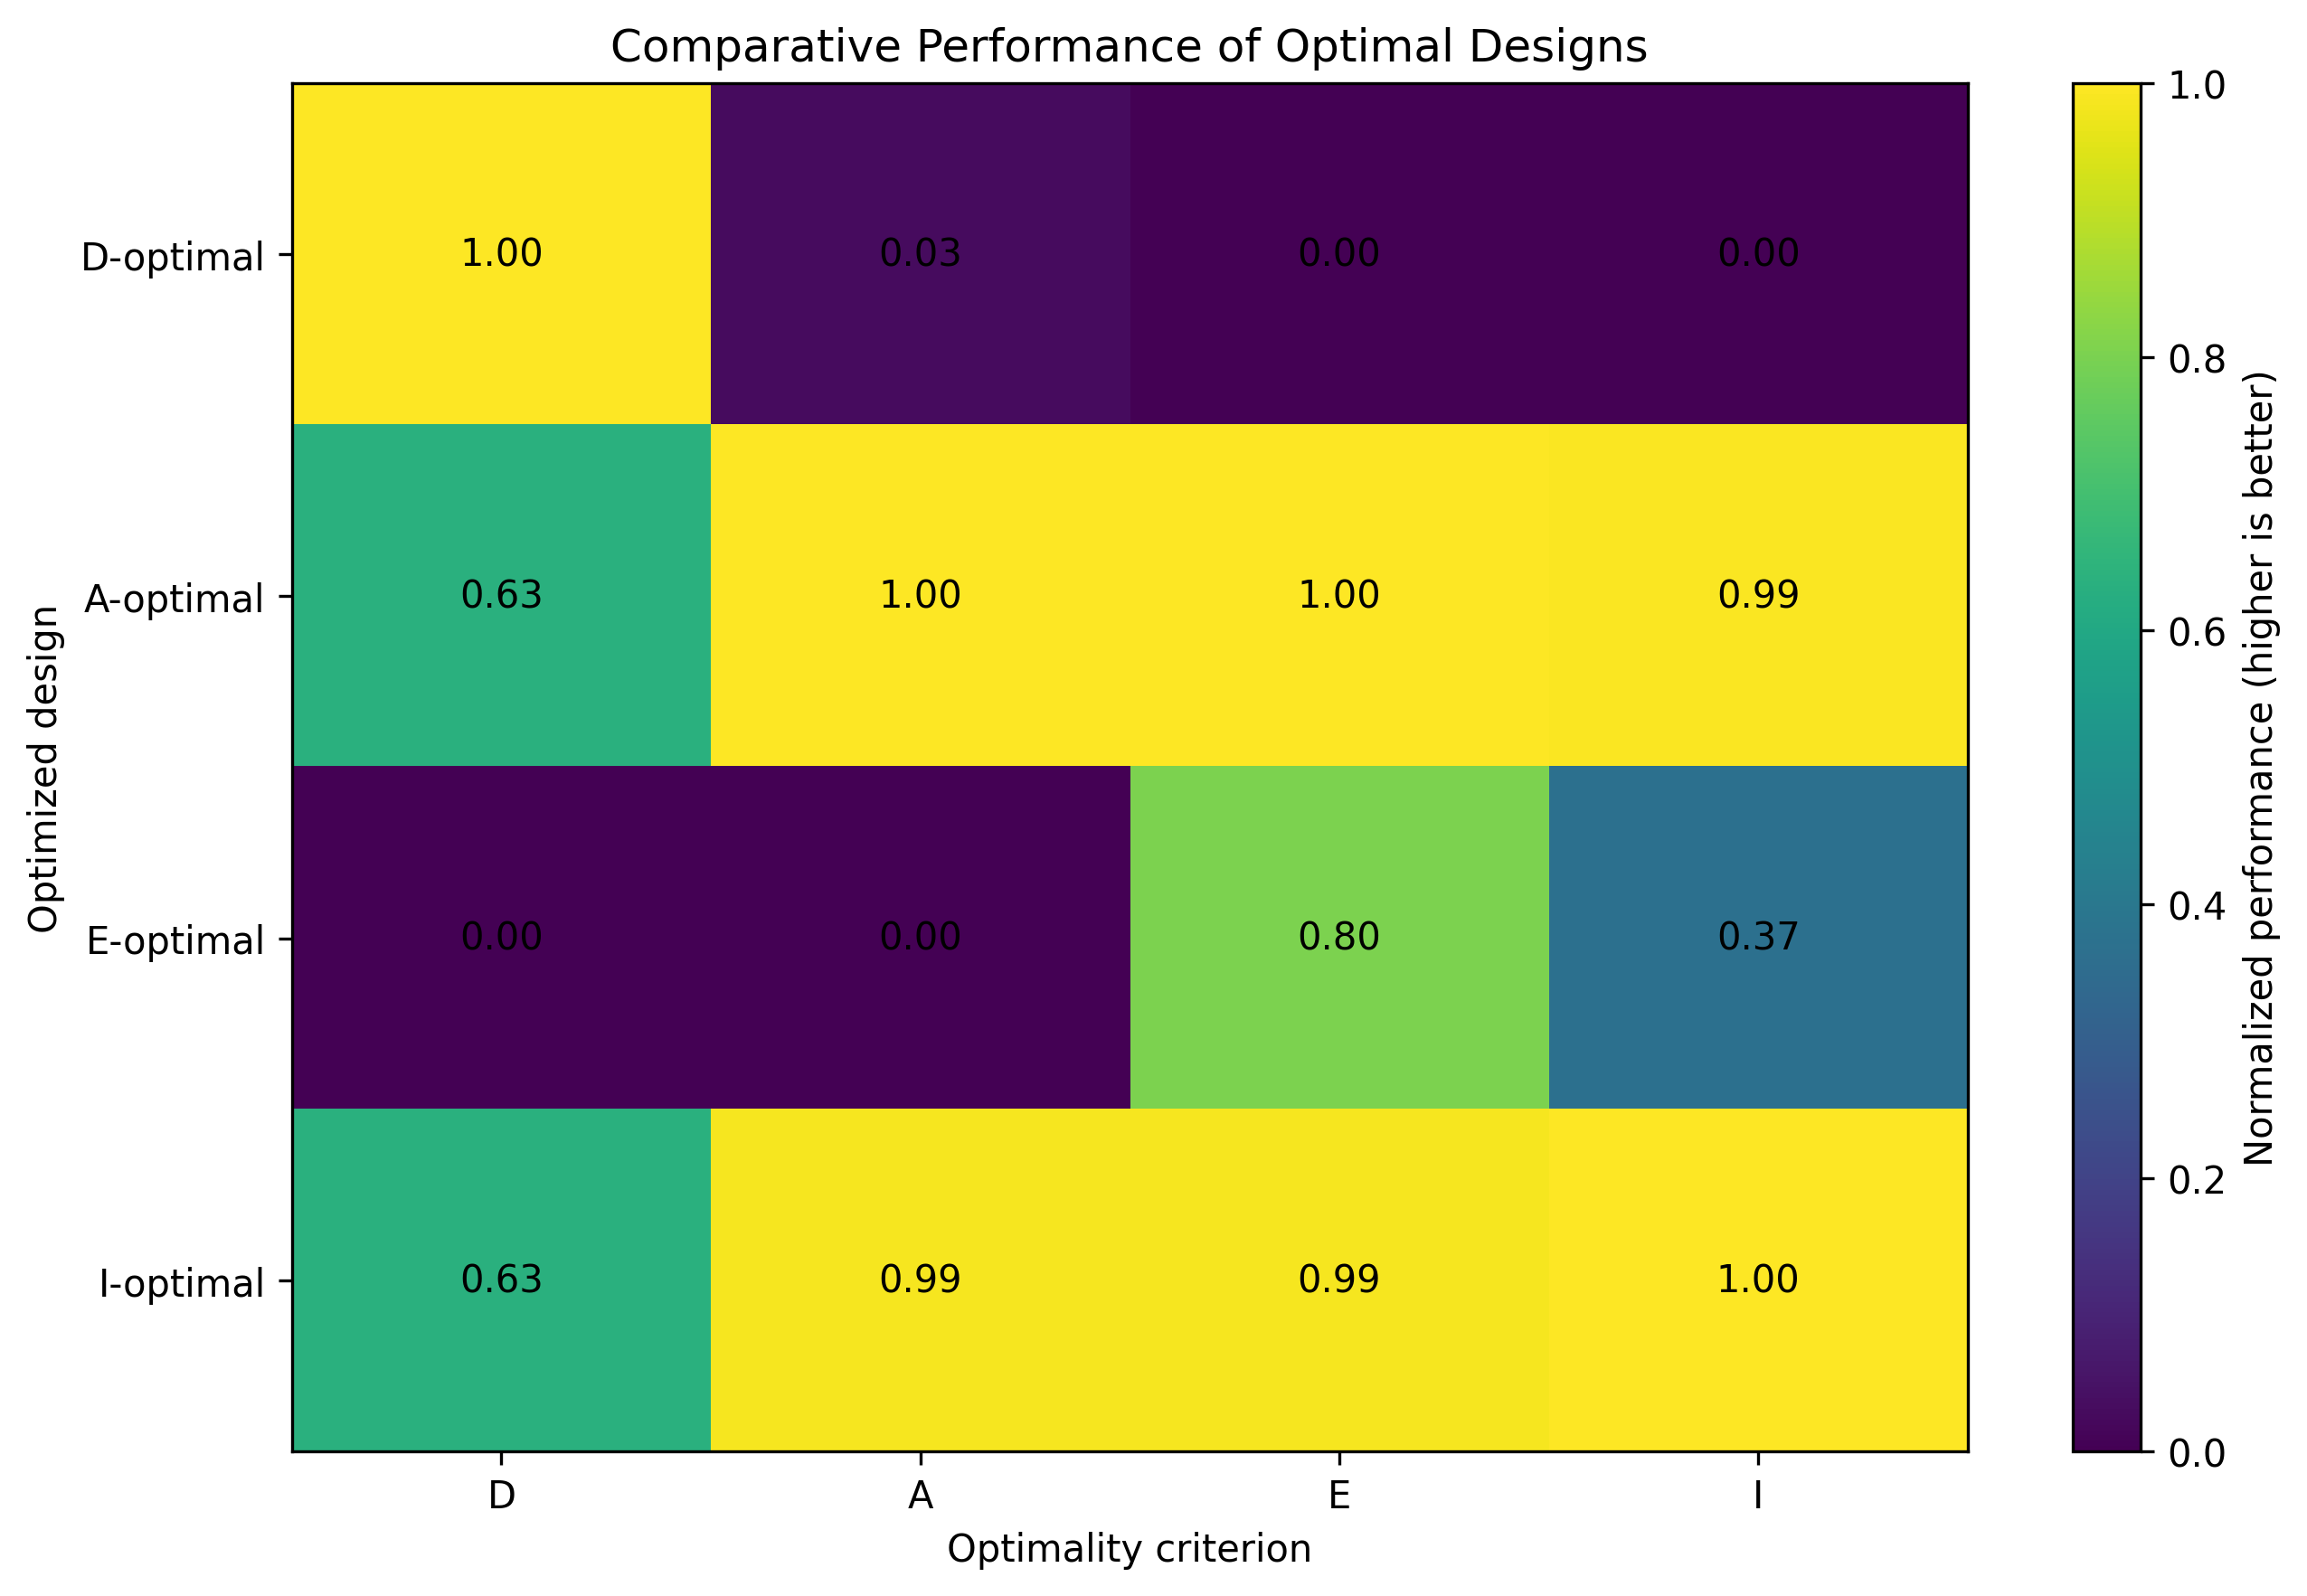 Comparative Performance of Optimal Designs
Optimized design
D-optimal
1.00 0.03 0.00 0.00
A-optimal
0.63 1.00 1.00 0.99
E-optimal
0.00 0.00 0.80 0.37
I-optimal
0.63 0.99 0.99 1.00
D A E I
Optimality criterion
1.0
0.8
0.6
0.4
0.2
0.0
Normalized performance (higher is better)